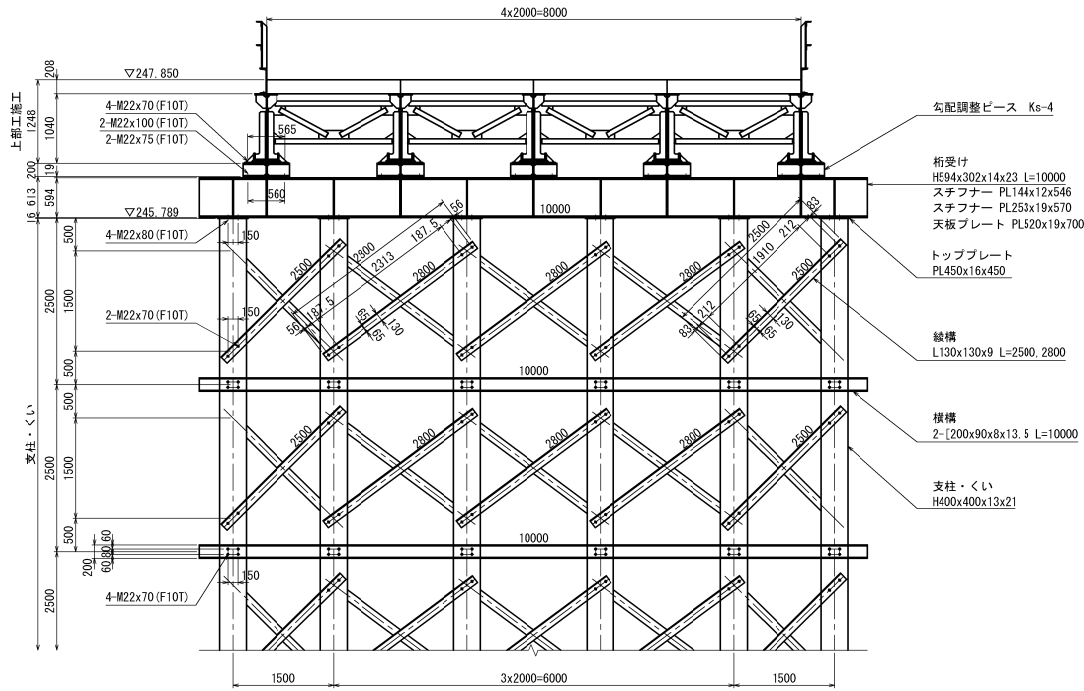 4x2000=8000
208
▽247.850
上部工施工
1248
1040
4-M22x70(F10T)
2-M22x100(F10T)
2-M22x75(F10T)
565
勾配調整ピース Ks-4
200
19
560
桁受け
H594x302x14x23 L=10000
スチフナー PL144x12x546
スチフナー PL253x19x570
天板プレート PL520x19x700
16
613
594
▽245.789
10000
4-M22x80(F10T)
150
トッププレート
PL450x16x450
500
2500
2800
2313
187.5
56
2800
2800
2500
1910
212
83
2500
2500
1500
2-M22x70(F10T)
150
56
187.5
65
65
130
83
212
65
65
130
綾構
L130x130x9 L=2500,2800
500
10000
500
横構
2-[200x90x8x13.5 L=10000
支柱・くい
2500
1500
2500
2800
2800
2500
支柱・くい
H400x400x13x21
500
10000
200
60
80
60
150
4-M22x70(F10T)
2500
1500
3x2000=6000
1500